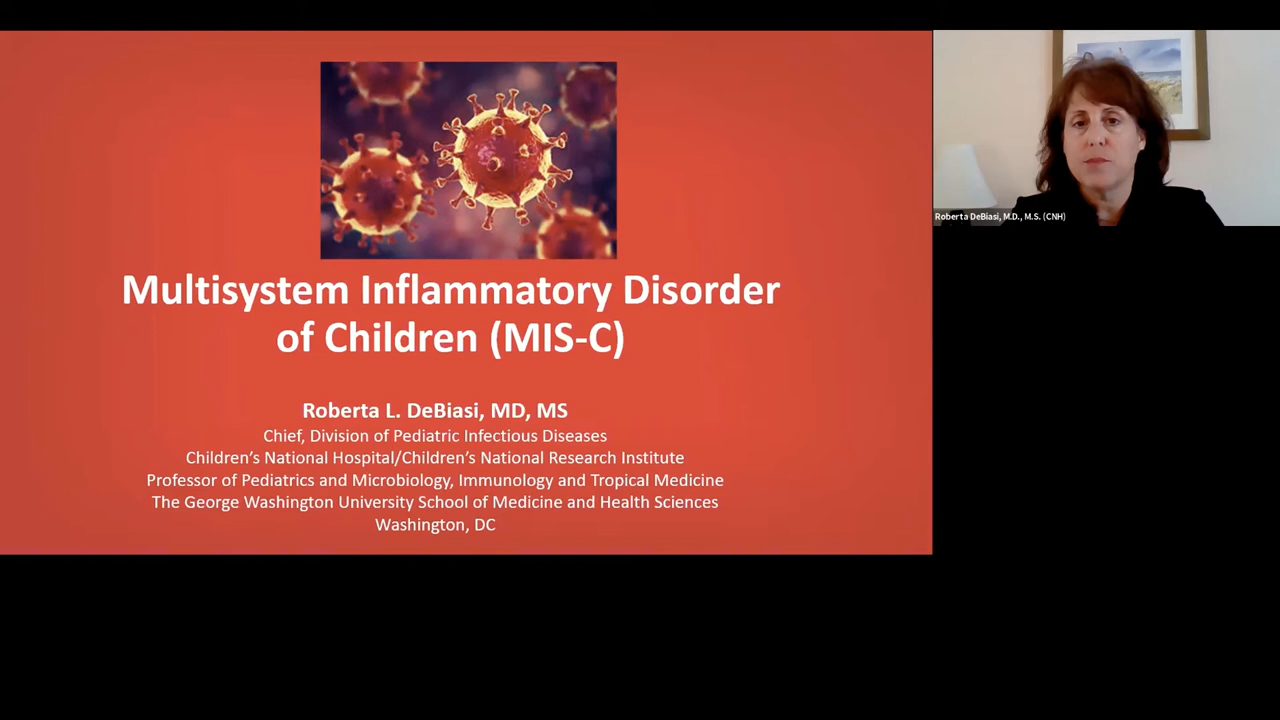 Multisystem Inflammatory Disorder
of Children (MIS-C)
Roberta L. DeBiasi, MD, MS
Chief, Division of Pediatric Infectious Diseases
Children's National Hospital/Children's National Research Institute
Professor of Pediatrics and Microbiology, Immunology and Tropical Medicine
The George Washington University School of Medicine and Health Sciences
Washington, DC
Roberta DeBiasi, M.D., M.S. (CNH)